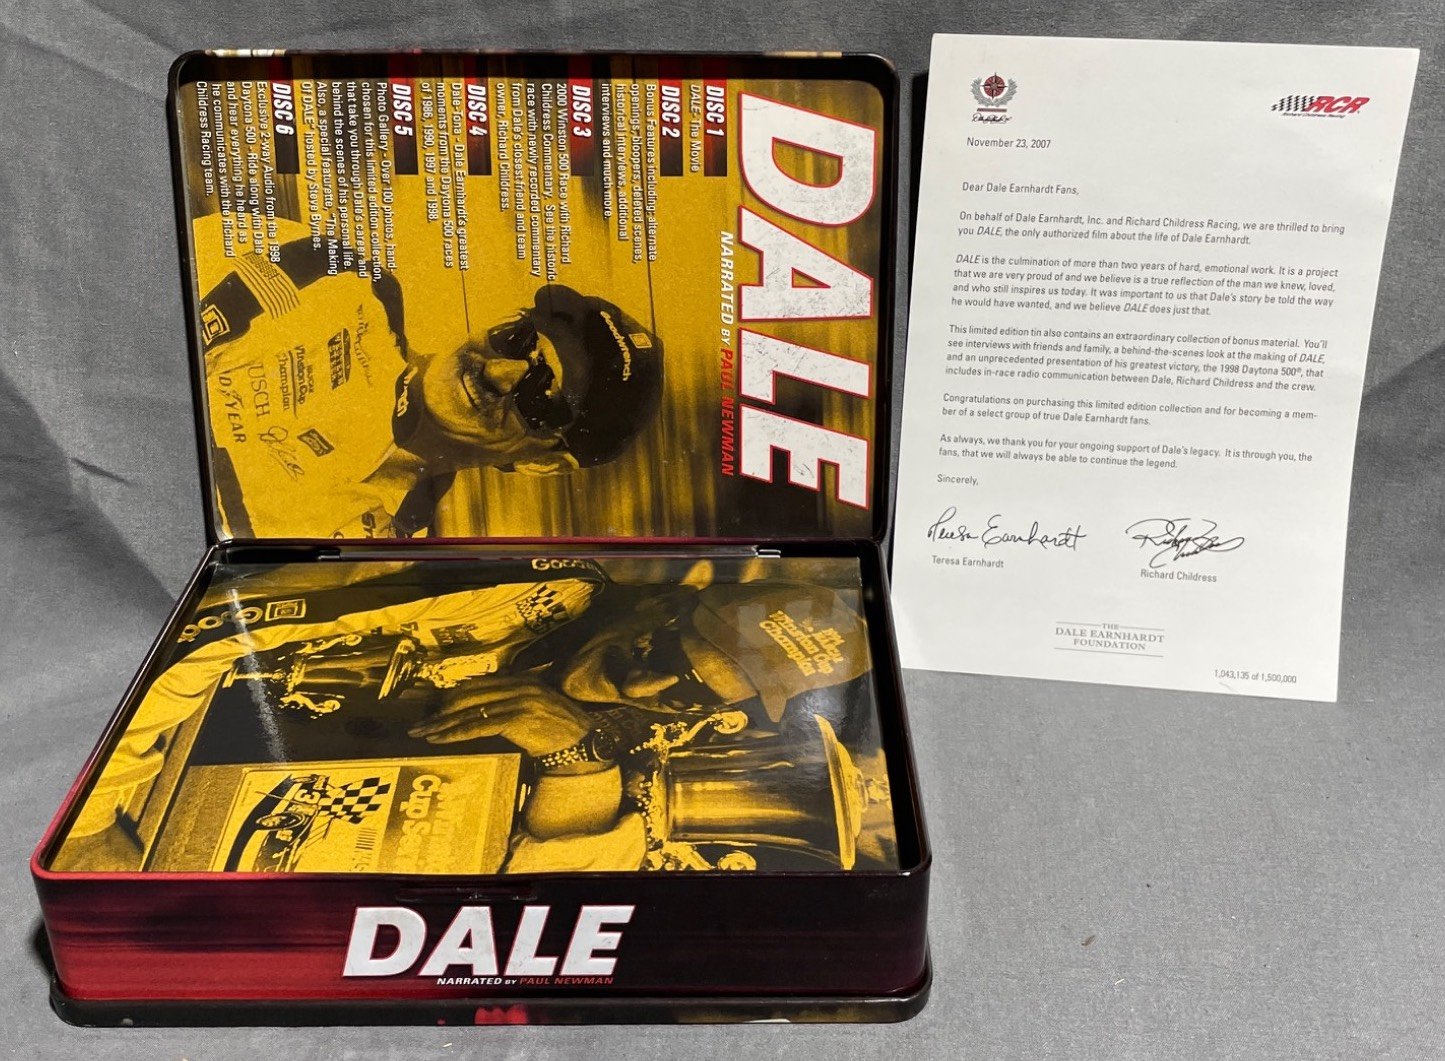 DALE
NARRATED BY PAUL NEWMAN
DISC 1
DALE - The Movie
DISC 2
Bonus Features including: alternate
openings, bloopers, deleted scenes,
historical interviews, additional
interviews and much more.
DISC 3
2000 Winston 500 Race with Richard
Childress Commentary. See the historic
race with newly recorded commentary
from Dale's closest friend and team
owner, Richard Childress.
DISC 4
Dale-Tona - Dale Earnhardt's greatest
moments from the Daytona 500 races
of 1986, 1990, 1997 and 1998.
DISC 5
Photo Gallery - Over 100 photos, hand-
chosen for this limited edition collection,
that take you through Dale's career and
behind the scenes of his personal life.
Also, a special featurette, "The Making
Of DALE" hosted by Steve Byrnes.
DISC 6
Exclusive 2-way Audio from the 1998
Daytona 500 - Ride along with Dale
and hear everything he heard as
he communicates with the Richard
Childress Racing team.
Goodwrench
Winston Cup
Champion
BUSCH
Winston Cup
Champion
DALE
NARRATED BY PAUL NEWMAN
RCR
Richard Childress Racing
November 23, 2007
Dear Dale Earnhardt Fans,
On behalf of Dale Earnhardt, Inc. and Richard Childress Racing, we are thrilled to bring
you DALE, the only authorized film about the life of Dale Earnhardt.
DALE is the culmination of more than two years of hard, emotional work. It is a project
that we are very proud of and we believe is a true reflection of the man we knew, loved,
and who still inspires us today. It was important to us that Dale's story be told the way
he would have wanted, and we believe DALE does just that.
This limited edition tin also contains an extraordinary collection of bonus material. You'll
see interviews with friends and family, a behind-the-scenes look at the making of DALE,
and an unprecedented presentation of his greatest victory, the 1998 Daytona 500®, that
includes in-race radio communication between Dale, Richard Childress and the crew.
Congratulations on purchasing this limited edition collection and for becoming a mem-
ber of a select group of true Dale Earnhardt fans.
As always, we thank you for your ongoing support of Dale's legacy. It is through you, the
fans, that we will always be able to continue the legend.
Sincerely,
Teresa Earnhardt
Teresa Earnhardt
Richard Childress
THE
DALE EARNHARDT
FOUNDATION
1,043,135 of 1,500,000